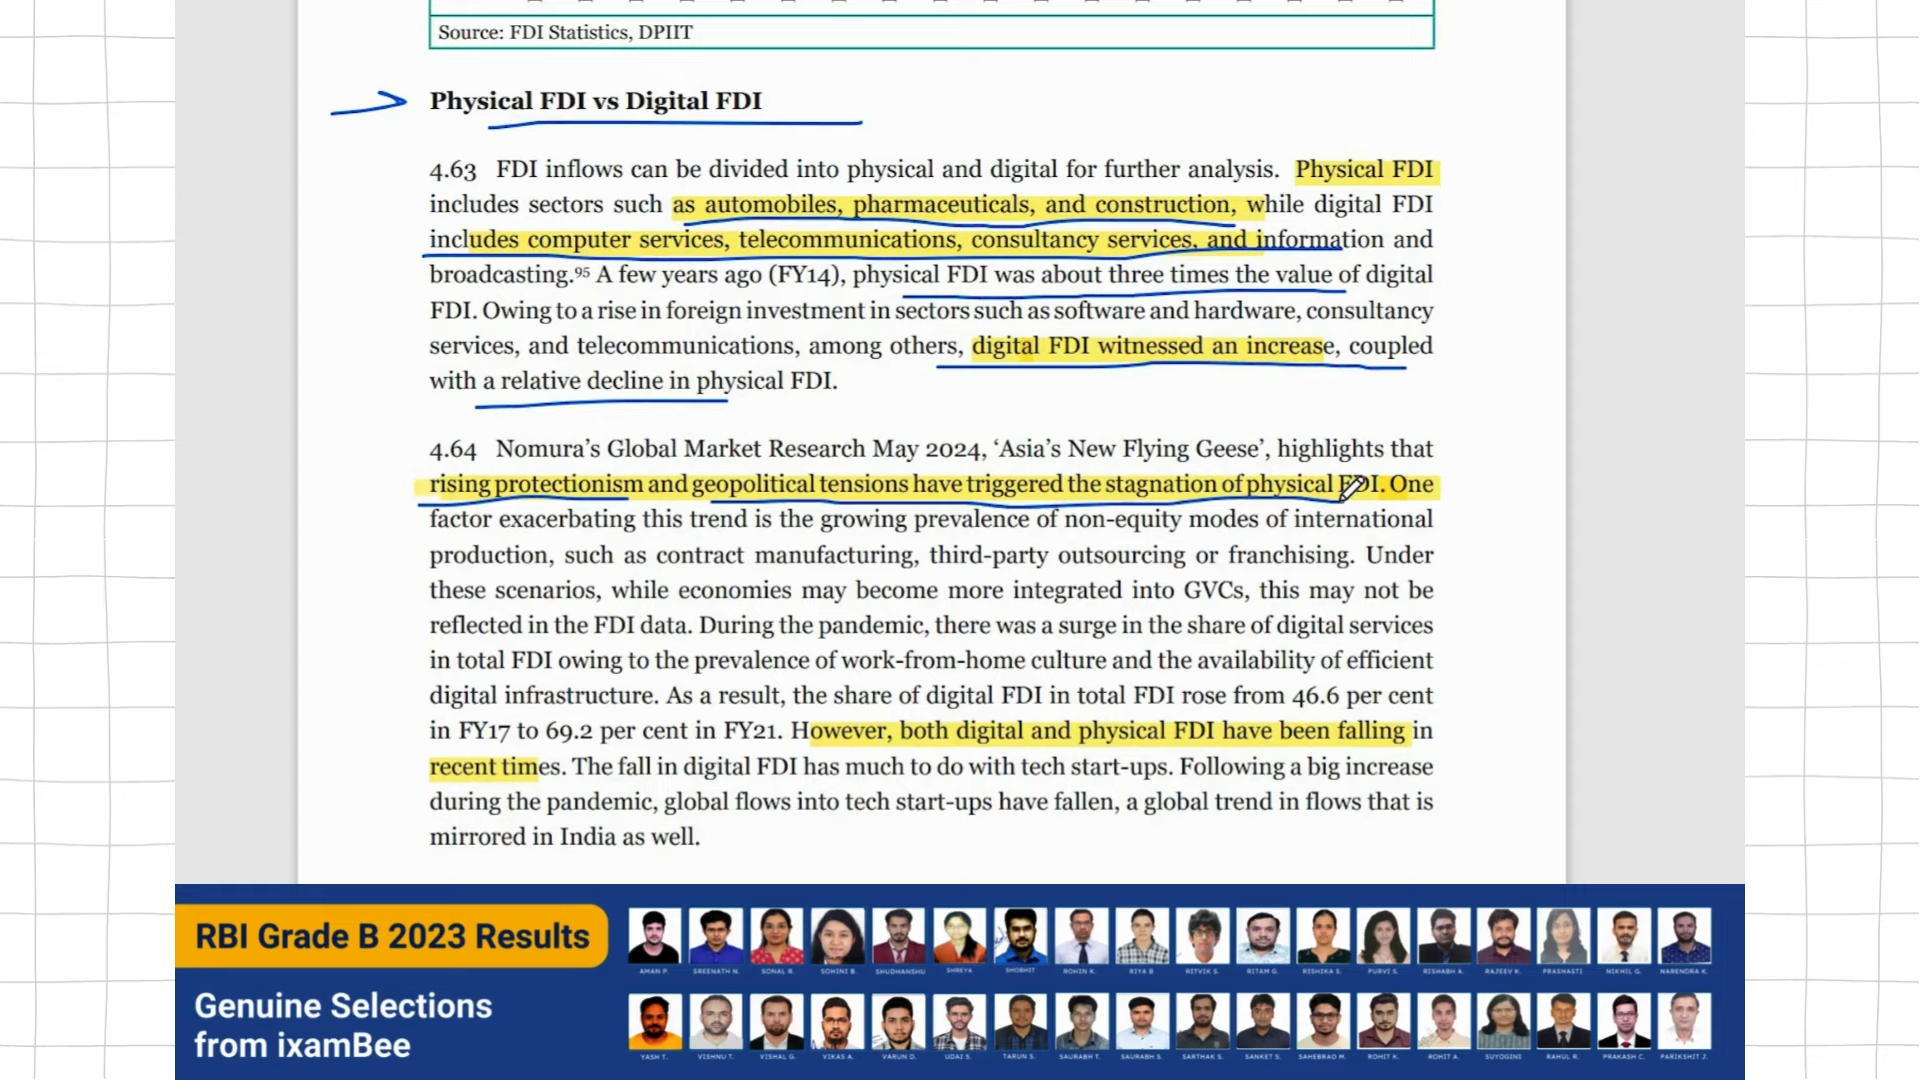 Source: FDI Statistics, DPIIT
Physical FDI vs Digital FDI
4.63 FDI inflows can be divided into physical and digital for further analysis. Physical FDI
includes sectors such as automobiles, pharmaceuticals, and construction, while digital FDI
includes computer services, telecommunications, consultancy services, and information and
broadcasting.95 A few years ago (FY14), physical FDI was about three times the value of digital
FDI. Owing to a rise in foreign investment in sectors such as software and hardware, consultancy
services, and telecommunications, among others, digital FDI witnessed an increase, coupled
with a relative decline in physical FDI.
4.64 Nomura's Global Market Research May 2024, 'Asia's New Flying Geese', highlights that
rising protectionism and geopolitical tensions have triggered the stagnation of physical FDI. One
factor exacerbating this trend is the growing prevalence of non-equity modes of international
production, such as contract manufacturing, third-party outsourcing or franchising. Under
these scenarios, while economies may become more integrated into GVCs, this may not be
reflected in the FDI data. During the pandemic, there was a surge in the share of digital services
in total FDI owing to the prevalence of work-from-home culture and the availability of efficient
digital infrastructure. As a result, the share of digital FDI in total FDI rose from 46.6 per cent
in FY17 to 69.2 per cent in FY21. However, both digital and physical FDI have been falling in
recent times. The fall in digital FDI has much to do with tech start-ups. Following a big increase
during the pandemic, global flows into tech start-ups have fallen, a global trend in flows that is
mirrored in India as well.
RBI Grade B 2023 Results
Genuine Selections
from ixamBee
AMAN P. SREENATH N. SONAL R. SOHINI B. SHUDHANSHU SHREYA SHOBHIT ROHIN K. RIYA B RITVIK S. RITAM G. RISHIKA S. PURVI S. RISHABH A. RAJEEV K. PRASHASTI NIKHIL G. NARENDRA K.
YASH T. VISHNU T. VISHAL G. VIKAS A. VARUN D. UDAI S. TARUN S. SAURABH T. SAURABH S. SARTHAK S. SANKET S. SAHEBRAO M. ROHIT K. ROHIT A. SUYOGINI RAHUL R. PRAKASH C. PARIKSHIT J.